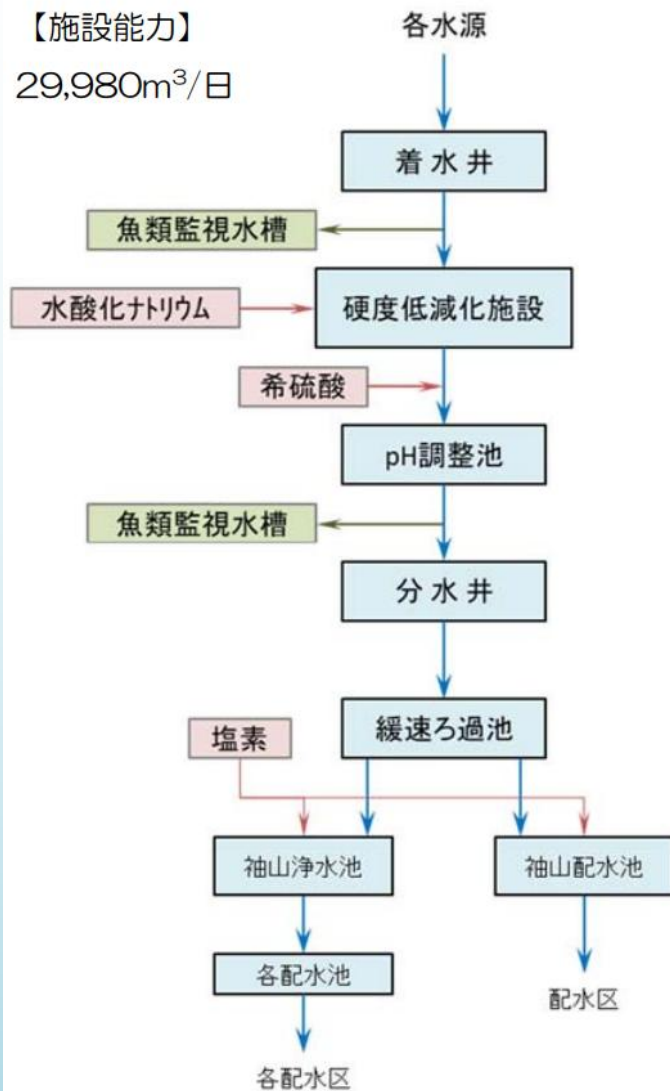 【施設能力】
29,980m³/日
各水源
着水井
魚類監視水槽
水酸化ナトリウム
硬度低減化施設
希硫酸
pH調整池
魚類監視水槽
分水井
緩速ろ過池
塩素
袖山浄水池
袖山配水池
各配水池
配水区
各配水区